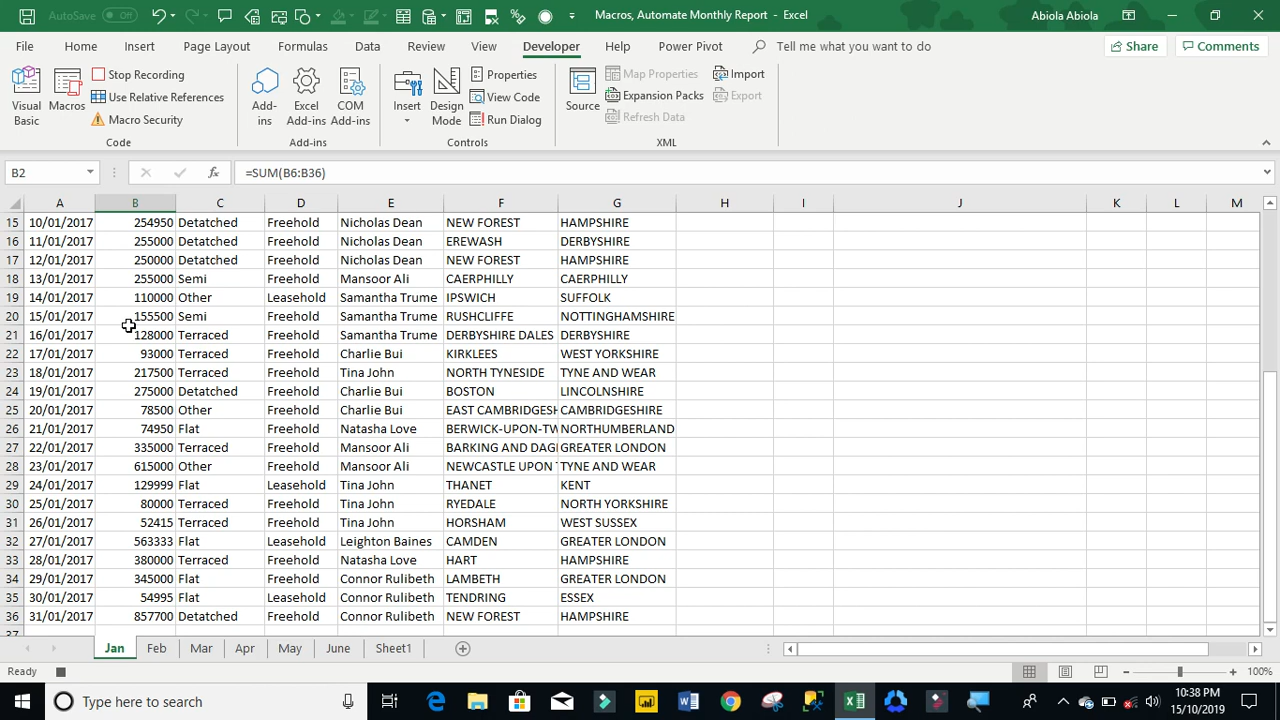 AutoSave Off Macros, Automate Monthly Report - Excel Abiola Abiola
File Home Insert Page Layout Formulas Data Review View Developer Help Power Pivot Tell me what you want to do Share Comments
Visual Basic
Macros
Stop Recording
Use Relative References
Macro Security
Code
Add-ins
Excel Add-ins
COM Add-ins
Add-ins
Insert
Design Mode
Properties
View Code
Run Dialog
Controls
Source
Map Properties
Expansion Packs
Refresh Data
Import
Export
XML
B2 fx =SUM(B6:B36)
A B C D E F G H I J K L M
15 10/01/2017 254950 Detatched Freehold Nicholas Dean NEW FOREST HAMPSHIRE
16 11/01/2017 255000 Detatched Freehold Nicholas Dean EREWASH DERBYSHIRE
17 12/01/2017 250000 Detatched Freehold Nicholas Dean NEW FOREST HAMPSHIRE
18 13/01/2017 255000 Semi Freehold Mansoor Ali CAERPHILLY CAERPHILLY
19 14/01/2017 110000 Other Leasehold Samantha Trume IPSWICH SUFFOLK
20 15/01/2017 155500 Semi Freehold Samantha Trume RUSHCLIFFE NOTTINGHAMSHIRE
21 16/01/2017 128000 Terraced Freehold Samantha Trume DERBYSHIRE DALES DERBYSHIRE
22 17/01/2017 93000 Terraced Freehold Charlie Bui KIRKLEES WEST YORKSHIRE
23 18/01/2017 217500 Terraced Freehold Tina John NORTH TYNESIDE TYNE AND WEAR
24 19/01/2017 275000 Detatched Freehold Charlie Bui BOSTON LINCOLNSHIRE
25 20/01/2017 78500 Other Freehold Charlie Bui EAST CAMBRIDGESH CAMBRIDGESHIRE
26 21/01/2017 74950 Flat Freehold Natasha Love BERWICK-UPON-TW NORTHUMBERLAND
27 22/01/2017 335000 Terraced Freehold Mansoor Ali BARKING AND DAG NEW GREATER LONDON
28 23/01/2017 615000 Other Freehold Mansoor Ali NEWCASTLE UPON T TYNE AND WEAR
29 24/01/2017 129999 Flat Leasehold Tina John THANET KENT
30 25/01/2017 80000 Terraced Freehold Tina John RYEDALE NORTH YORKSHIRE
31 26/01/2017 52415 Terraced Freehold Tina John HORSHAM WEST SUSSEX
32 27/01/2017 563333 Flat Leasehold Leighton Baines CAMDEN GREATER LONDON
33 28/01/2017 380000 Terraced Freehold Natasha Love HART HAMPSHIRE
34 29/01/2017 345000 Flat Freehold Connor Rulibeth LAMBETH GREATER LONDON
35 30/01/2017 54995 Flat Leasehold Connor Rulibeth TENDRING ESSEX
36 31/01/2017 857700 Detatched Freehold Connor Rulibeth NEW FOREST HAMPSHIRE
37
Jan Feb Mar Apr May June Sheet1
Ready 100%
Type here to search
10:38 PM
15/10/2019